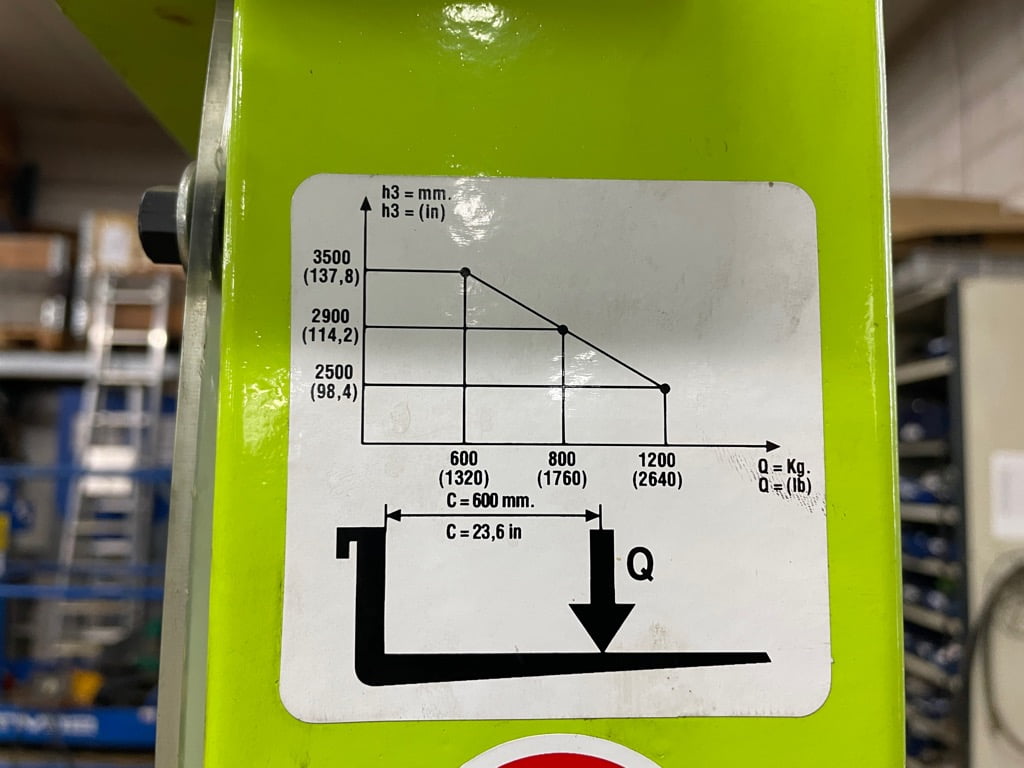 h3 = mm.
h3 = (in)
3500
(137,8)
2900
(114,2)
2500
(98,4)
600
(1320)
800
(1760)
1200
(2640)
Q = Kg.
Q = (lb)
C = 600 mm.
C = 23,6 in
Q